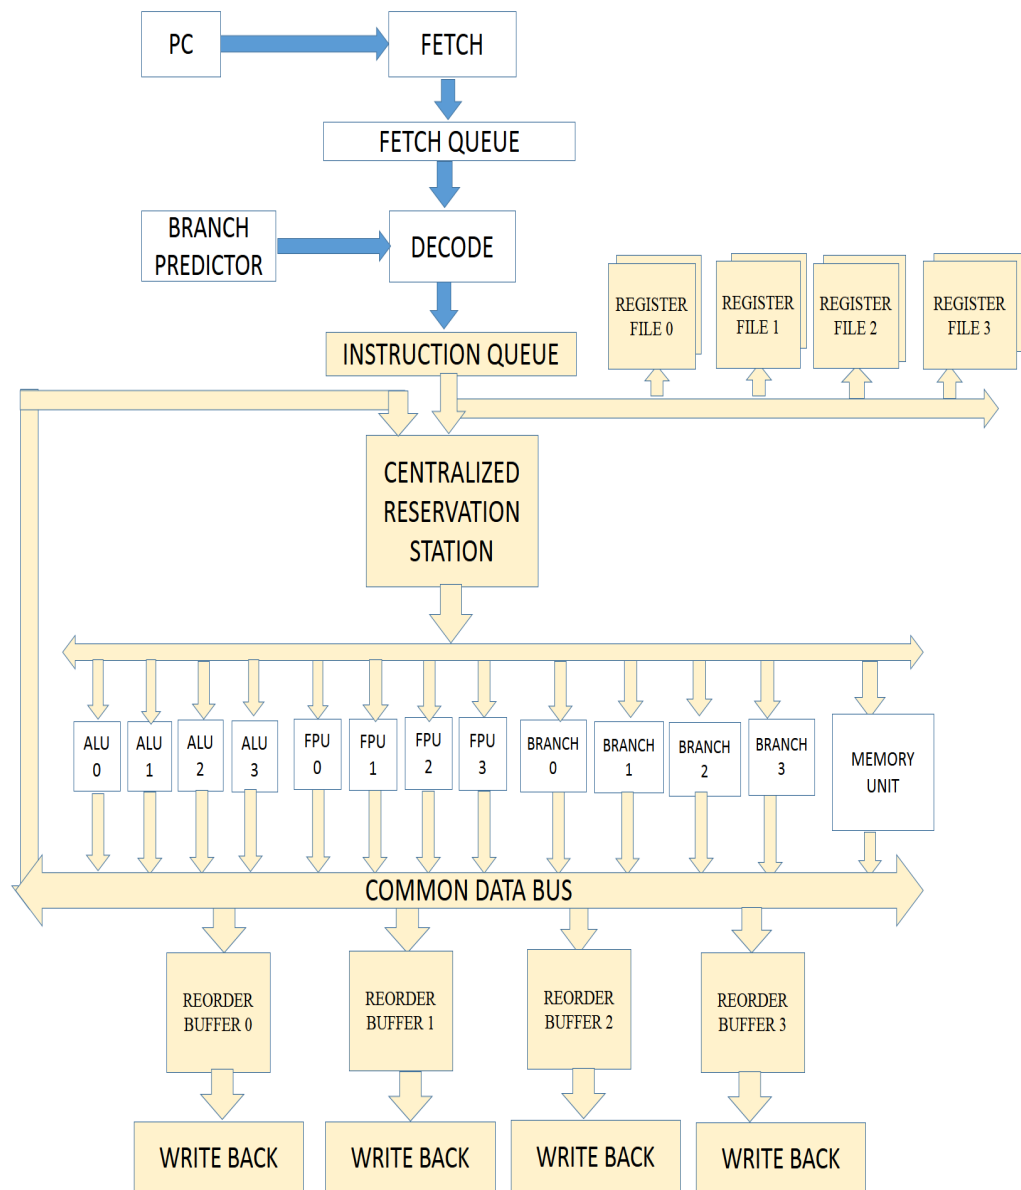 PC
FETCH
FETCH QUEUE
BRANCH
PREDICTOR
DECODE
REGISTER
FILE 0
REGISTER
FILE 1
REGISTER
FILE 2
REGISTER
FILE 3
INSTRUCTION QUEUE
CENTRALIZED
RESERVATION
STATION
ALU
0
ALU
1
ALU
2
ALU
3
FPU
0
FPU
1
FPU
2
FPU
3
BRANCH
0
BRANCH
1
BRANCH
2
BRANCH
3
MEMORY
UNIT
COMMON DATA BUS
REORDER
BUFFER 0
REORDER
BUFFER 1
REORDER
BUFFER 2
REORDER
BUFFER 3
WRITE BACK
WRITE BACK
WRITE BACK
WRITE BACK